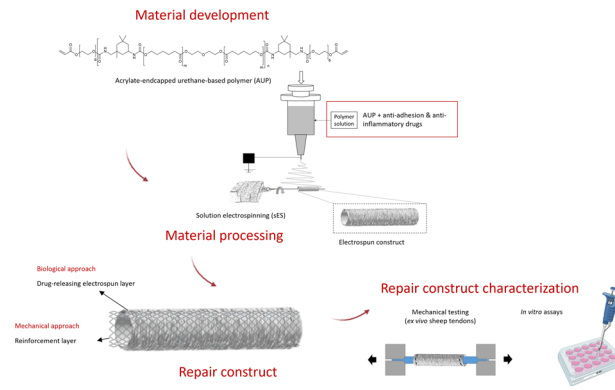 Material development
Acrylate-endcapped urethane-based polymer (AUP)
Polymer
solution
AUP + anti-adhesion & anti-
inflammatory drugs
Solution electrospinning (sES)
Electrospun construct
Material processing
Biological approach
Drug-releasing electrospun layer
Mechanical approach
Reinforcement layer
Repair construct
Repair construct characterization
Mechanical testing
(ex vivo sheep tendons)
In vitro assays